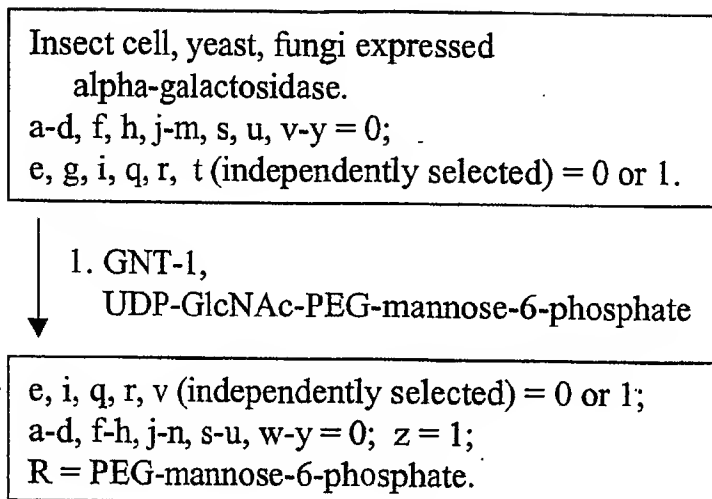 Insect cell, yeast, fungi expressed
alpha-galactosidase.
a-d, f, h, j-m, s, u, v-y = 0;
e, g, i, q, r, t (independently selected) = 0 or 1.
1. GNT-1,
UDP-GlcNAc-PEG-mannose-6-phosphate
e, i, q, r, v (independently selected) = 0 or 1;
a-d, f-h, j-n, s-u, w-y = 0; z = 1;
R = PEG-mannose-6-phosphate.